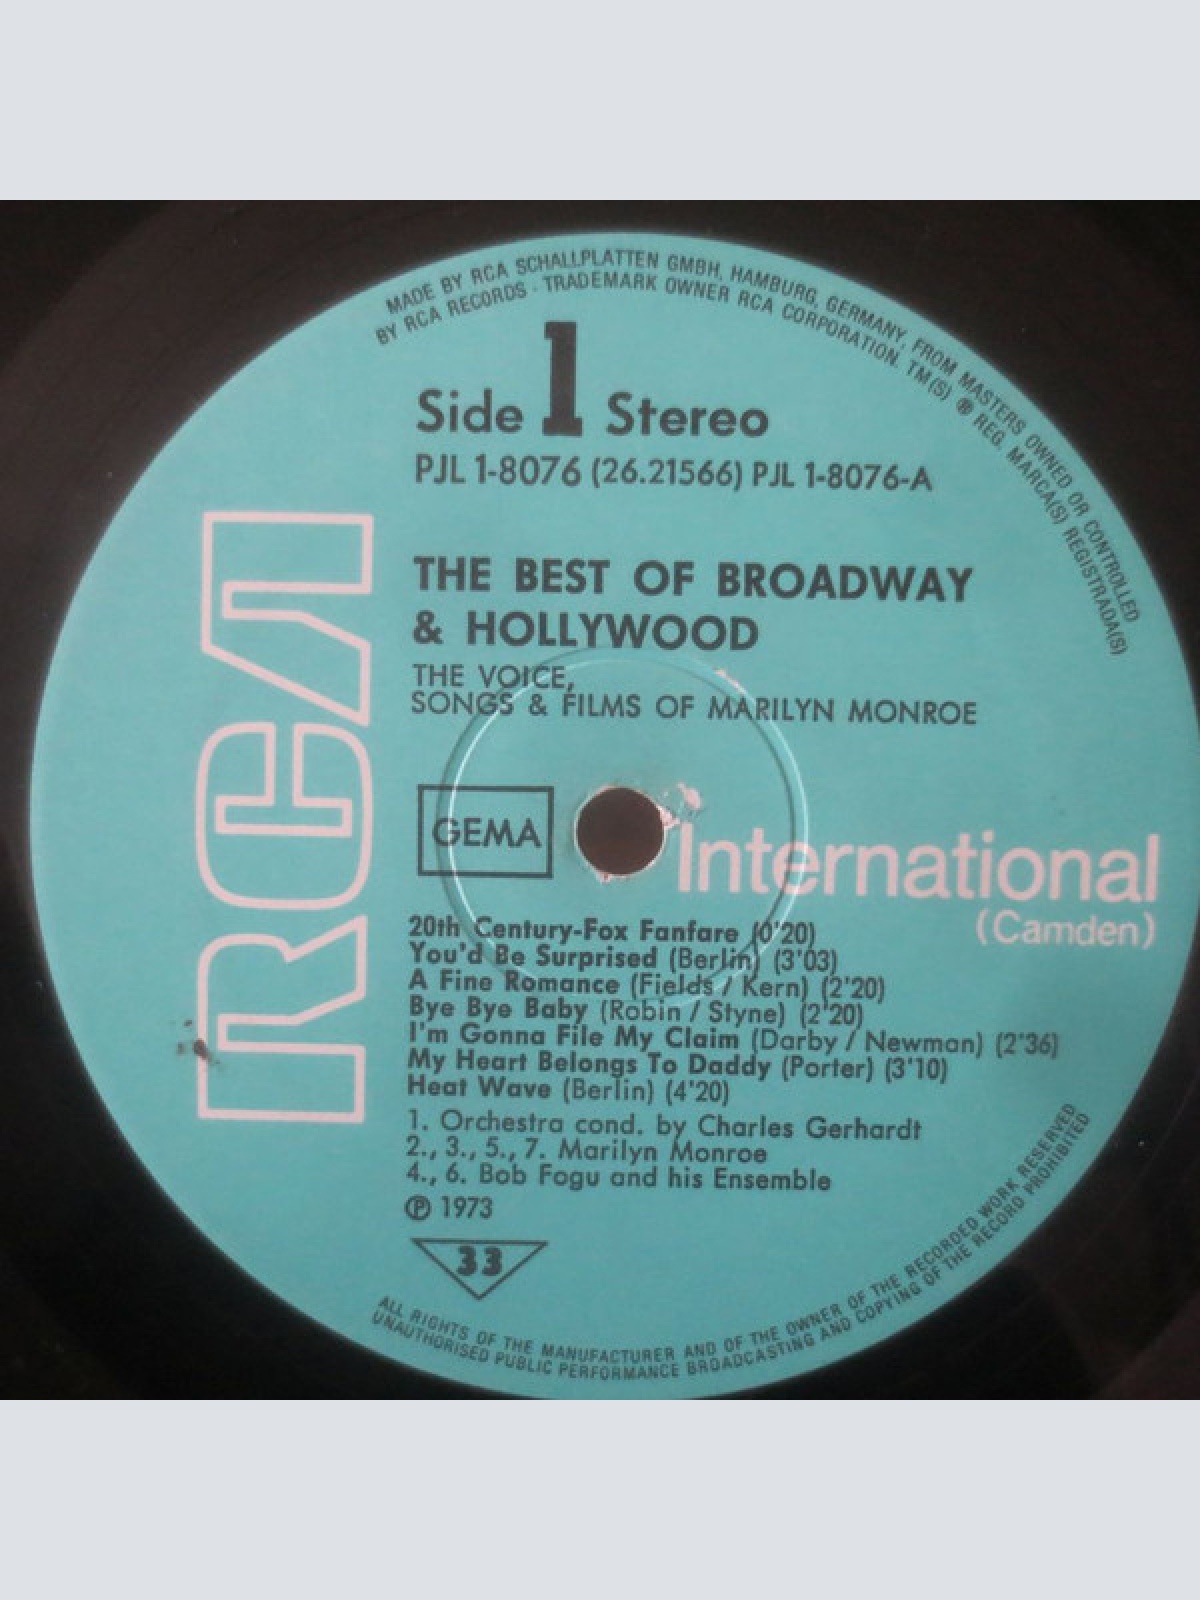 MADE BY RCA SCHALLPLATTEN GMBH, HAMBURG, GERMANY, FROM MASTERS OWNED OR CONTROLLED
BY RCA RECORDS · TRADEMARK OWNER RCA CORPORATION. TM(S) ® REG. MARCA(S) REGISTRADA(S)
Side 1 Stereo
PJL 1-8076 (26.21566) PJL 1-8076-A
THE BEST OF BROADWAY
& HOLLYWOOD
THE VOICE,
SONGS & FILMS OF MARILYN MONROE
RCA
GEMA
International
(Camden)
20th Century-Fox Fanfare (0'20)
You'd Be Surprised (Berlin) (3'03)
A Fine Romance (Fields / Kern) (2'20)
Bye Bye Baby (Robin / Styne) (2'20)
I'm Gonna File My Claim (Darby / Newman) (2'36)
My Heart Belongs To Daddy (Porter) (3'10)
Heat Wave (Berlin) (4'20)
1. Orchestra cond. by Charles Gerhardt
2., 3., 5., 7. Marilyn Monroe
4., 6. Bob Fogu and his Ensemble
℗ 1973
33
ALL RIGHTS OF THE MANUFACTURER AND OF THE OWNER OF THE RECORDED WORK RESERVED
UNAUTHORISED PUBLIC PERFORMANCE BROADCASTING AND COPYING OF THE RECORD PROHIBITED